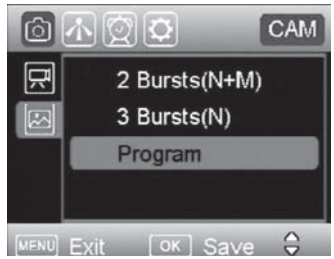 CAM
2 Bursts(N+M)
3 Bursts(N)
Program
MENU Exit OK Save